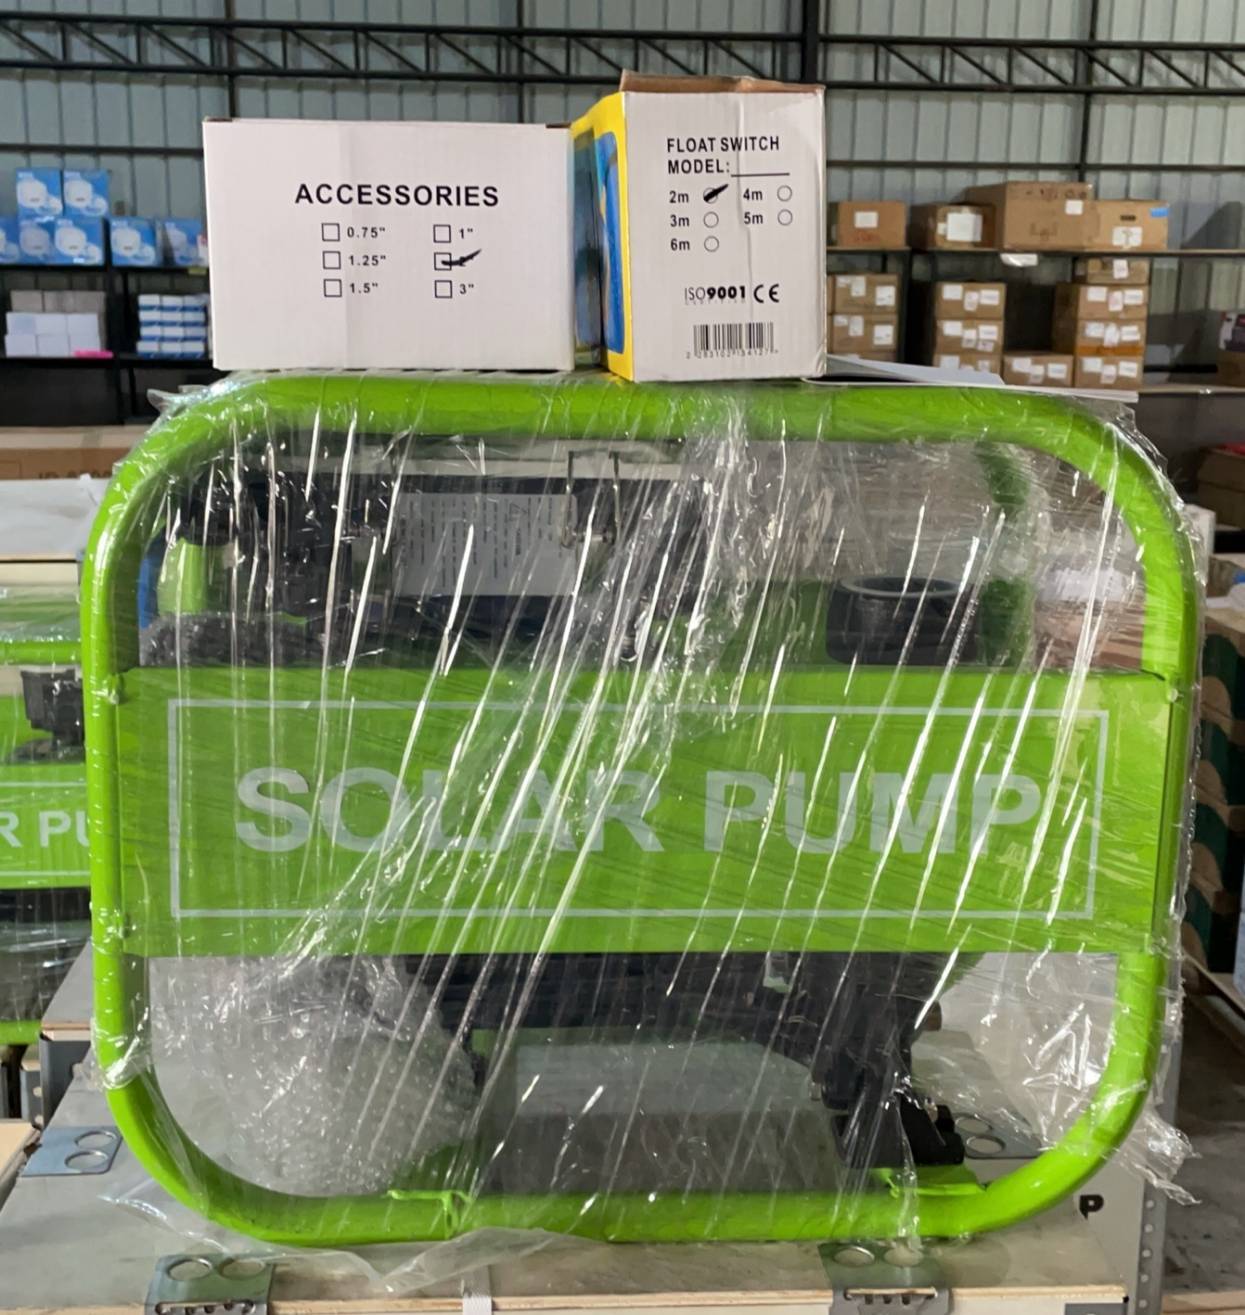 ACCESSORIES
0.75" 1"
1.25"
1.5" 3"
FLOAT SWITCH
MODEL:
2m 4m
3m 5m
6m
ISO9001 CE
SOLAR PUMP
R PU
P